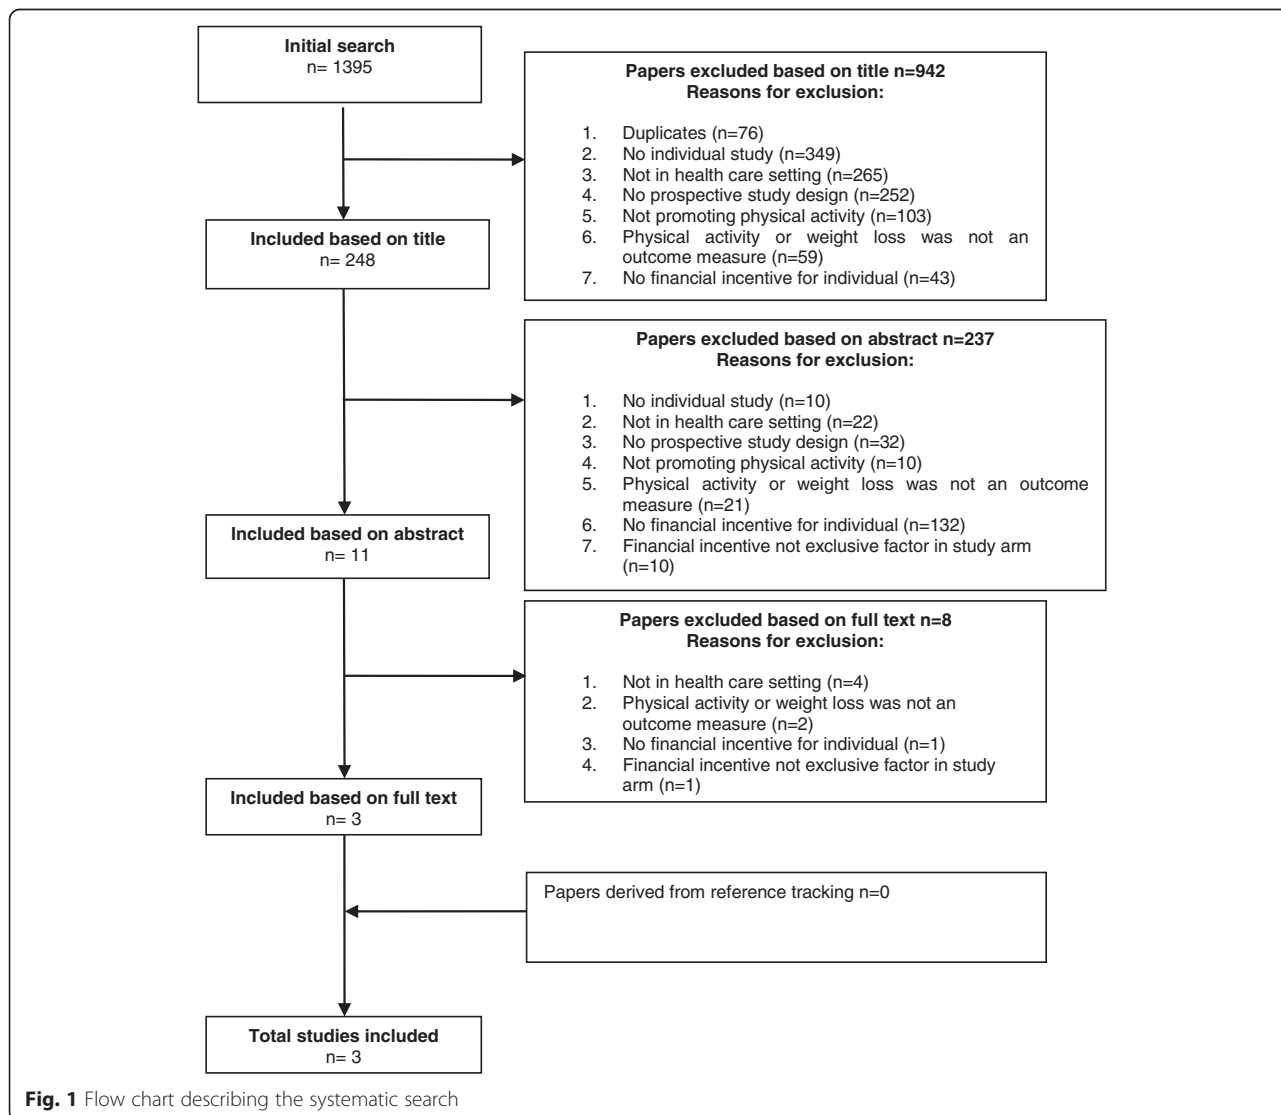 Initial search
n= 1395
Papers excluded based on title n=942
Reasons for exclusion:
1. Duplicates (n=76)
2. No individual study (n=349)
3. Not in health care setting (n=265)
4. No prospective study design (n=252)
5. Not promoting physical activity (n=103)
6. Physical activity or weight loss was not an
outcome measure (n=59)
7. No financial incentive for individual (n=43)
Included based on title
n= 248
Papers excluded based on abstract n=237
Reasons for exclusion:
1. No individual study (n=10)
2. Not in health care setting (n=22)
3. No prospective study design (n=32)
4. Not promoting physical activity (n=10)
5. Physical activity or weight loss was not an outcome
measure (n=21)
6. No financial incentive for individual (n=132)
7. Financial incentive not exclusive factor in study arm
(n=10)
Included based on abstract
n= 11
Papers excluded based on full text n=8
Reasons for exclusion:
1. Not in health care setting (n=4)
2. Physical activity or weight loss was not an
outcome measure (n=2)
3. No financial incentive for individual (n=1)
4. Financial incentive not exclusive factor in study
arm (n=1)
Included based on full text
n= 3
Papers derived from reference tracking n=0
Total studies included
n= 3
Fig. 1 Flow chart describing the systematic search